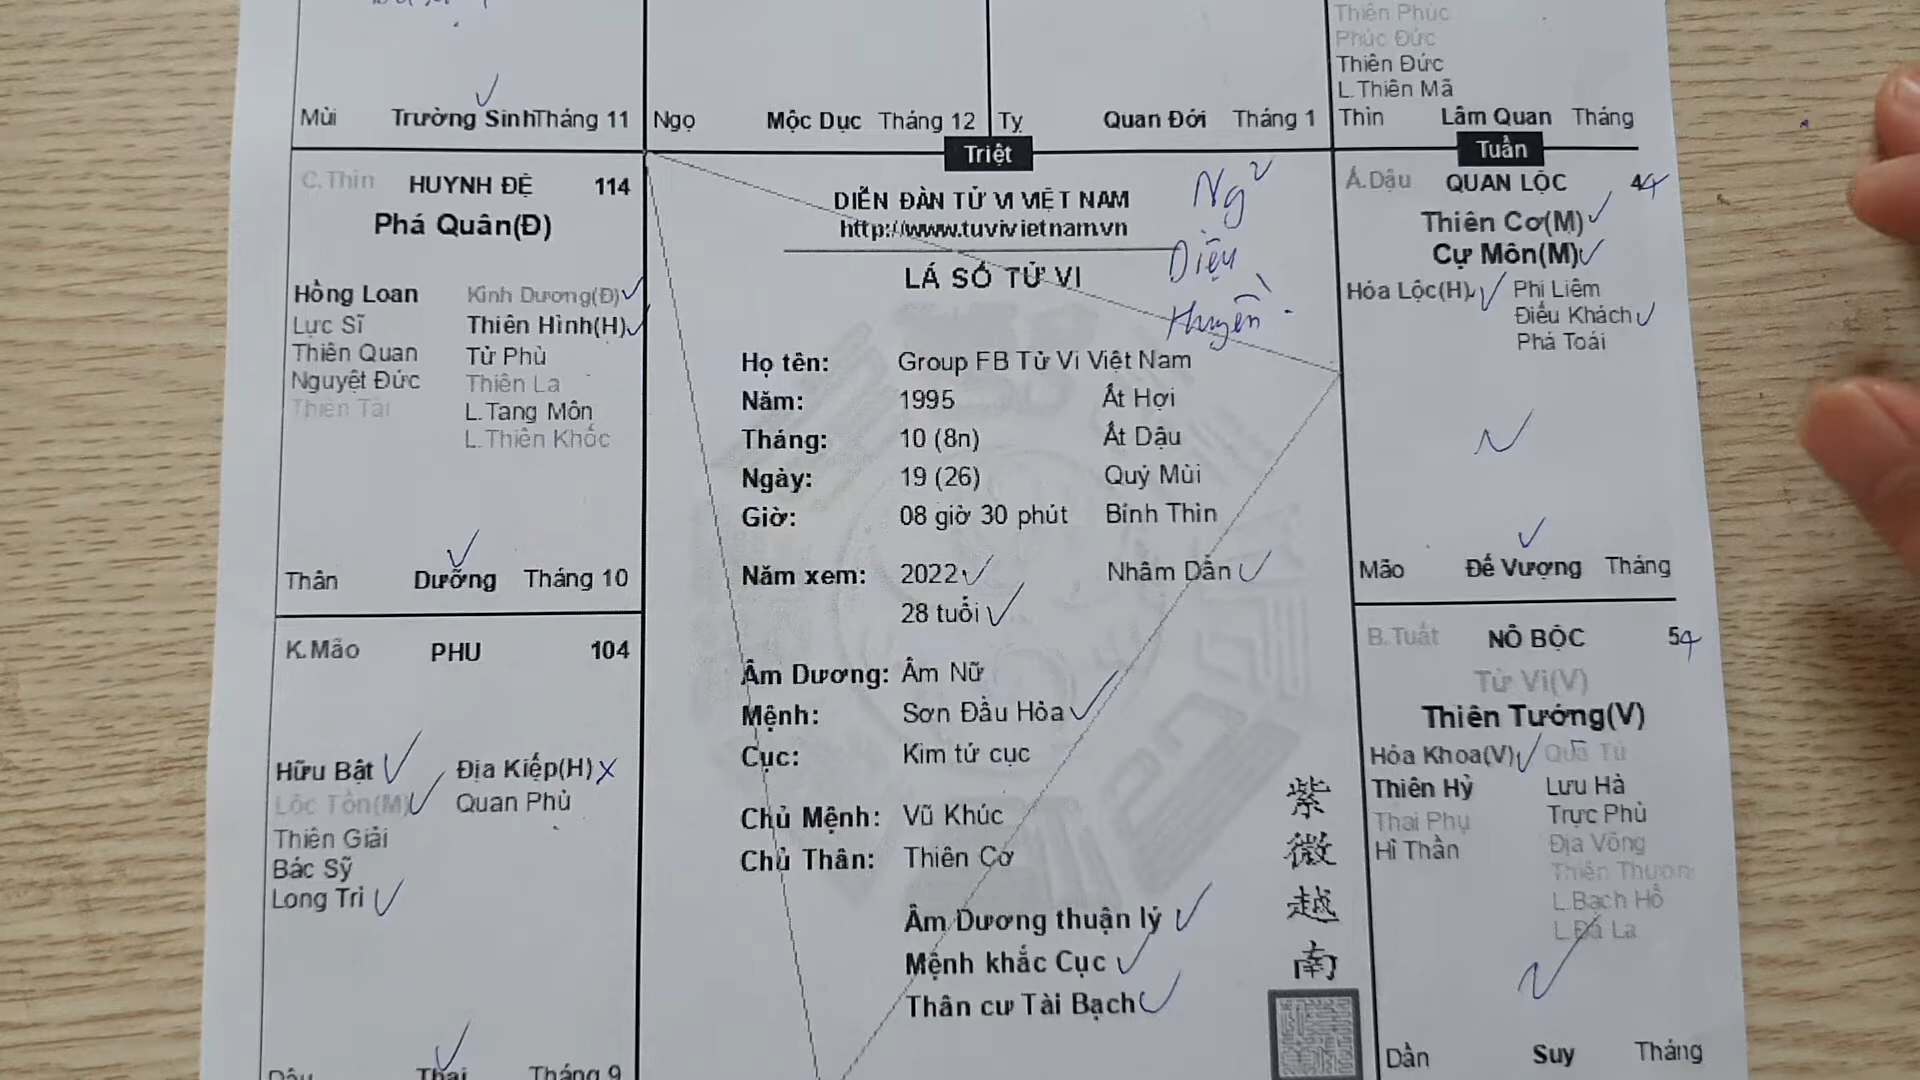 Mùi Trường Sinh Tháng 11
Ngọ Mộc Dục Tháng 12
Tỵ Quan Đới Tháng 1
Thiên Phúc
Phúc Đức
Thiên Đức
L.Thiên Mã
Thìn Lâm Quan Tháng
Triệt
Tuần
C.Thìn HUYNH ĐỆ 114
Phá Quân(Đ)
Hồng Loan Kình Dương(Đ)
Lực Sĩ Thiên Hình(H)
Thiên Quan Tử Phù
Nguyệt Đức Thiên La
Thiên Tài L.Tang Môn
L.Thiên Khốc
Thân Dưỡng Tháng 10
K.Mão PHU 104
Hữu Bật Địa Kiếp(H)
Lộc Tồn(M) Quan Phù
Thiên Giải
Bác Sỹ
Long Trì
Dậu Thai Tháng 9
DIỄN ĐÀN TỬ VI VIỆT NAM
http://www.tuvivietnam.vn
LÁ SỐ TỬ VI
Diệu
Huyền
Họ tên: Group FB Tử Vi Việt Nam
Năm: 1995 Ất Hợi
Tháng: 10 (8n) Ất Dậu
Ngày: 19 (26) Quý Mùi
Giờ: 08 giờ 30 phút Bính Thìn
Năm xem: 2022 Nhâm Dần
28 tuổi
Âm Dương: Âm Nữ
Mệnh: Sơn Đầu Hỏa
Cục: Kim tứ cục
Chủ Mệnh: Vũ Khúc
Chủ Thân: Thiên Cơ
Âm Dương thuận lý
Mệnh khắc Cục
Thân cư Tài Bạch
紫
微
越
南
Ấ.Dậu QUAN LỘC 44
Thiên Cơ(M)
Cự Môn(M)
Hóa Lộc(H) Phi Liêm
Điếu Khách
Phá Toái
Mão Đế Vượng Tháng
B.Tuất NÔ BỘC 54
Tử Vi(V)
Thiên Tướng(V)
Hóa Khoa(V) Quả Tú
Thiên Hỷ Lưu Hà
Thai Phụ Trực Phù
Hỉ Thần Địa Võng
Thiên Thương
L.Bạch Hổ
L.Đà La
Dần Suy Tháng